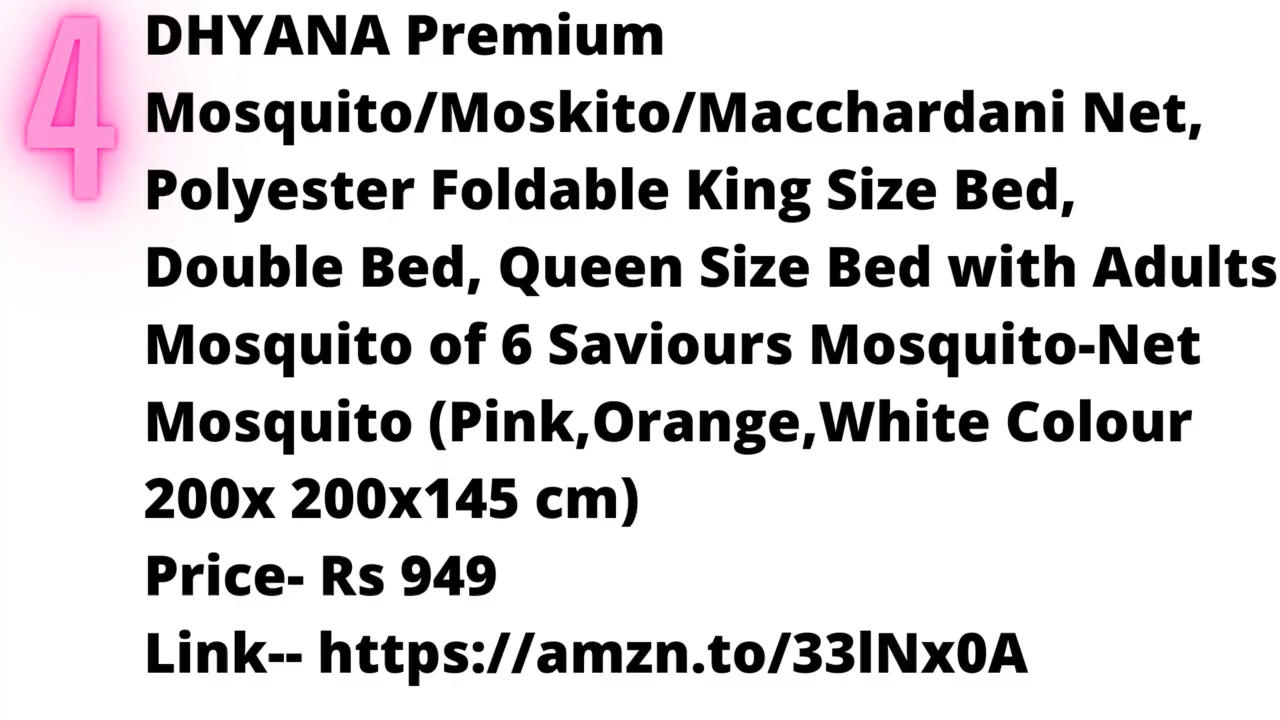 4
DHYANA Premium
Mosquito/Moskito/Macchardani Net,
Polyester Foldable King Size Bed,
Double Bed, Queen Size Bed with Adults
Mosquito of 6 Saviours Mosquito-Net
Mosquito (Pink,Orange,White Colour
200x 200x145 cm)
Price- Rs 949
Link-- https://amzn.to/33lNx0A